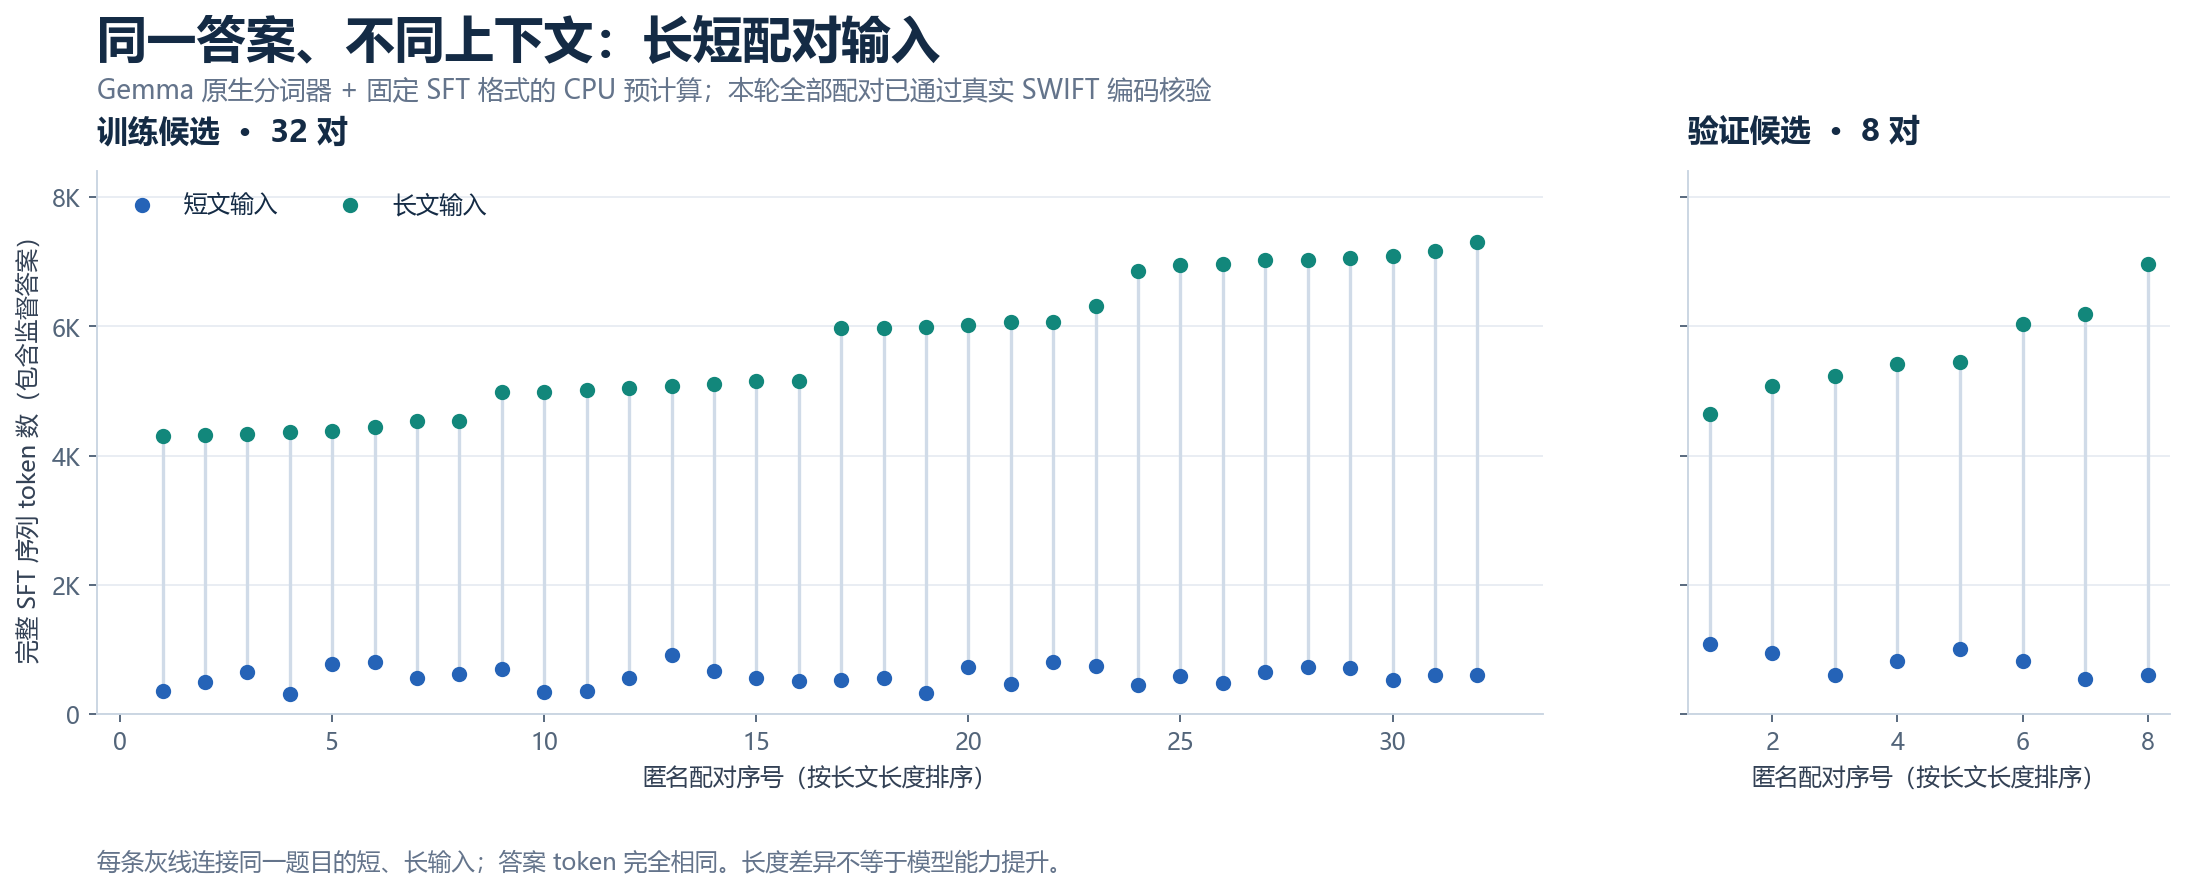 同一答案、不同上下文：长短配对输入
Gemma 原生分词器 + 固定 SFT 格式的 CPU 预计算；本轮全部配对已通过真实 SWIFT 编码核验
训练候选 · 32 对
短文输入
长文输入
完整 SFT 序列 token 数（包含监督答案）
8K
6K
4K
2K
0
0 5 10 15 20 25 30
匿名配对序号（按长文长度排序）
验证候选 · 8 对
2 4 6 8
匿名配对序号（按长文长度排序）
每条灰线连接同一题目的短、长输入；答案 token 完全相同。长度差异不等于模型能力提升。